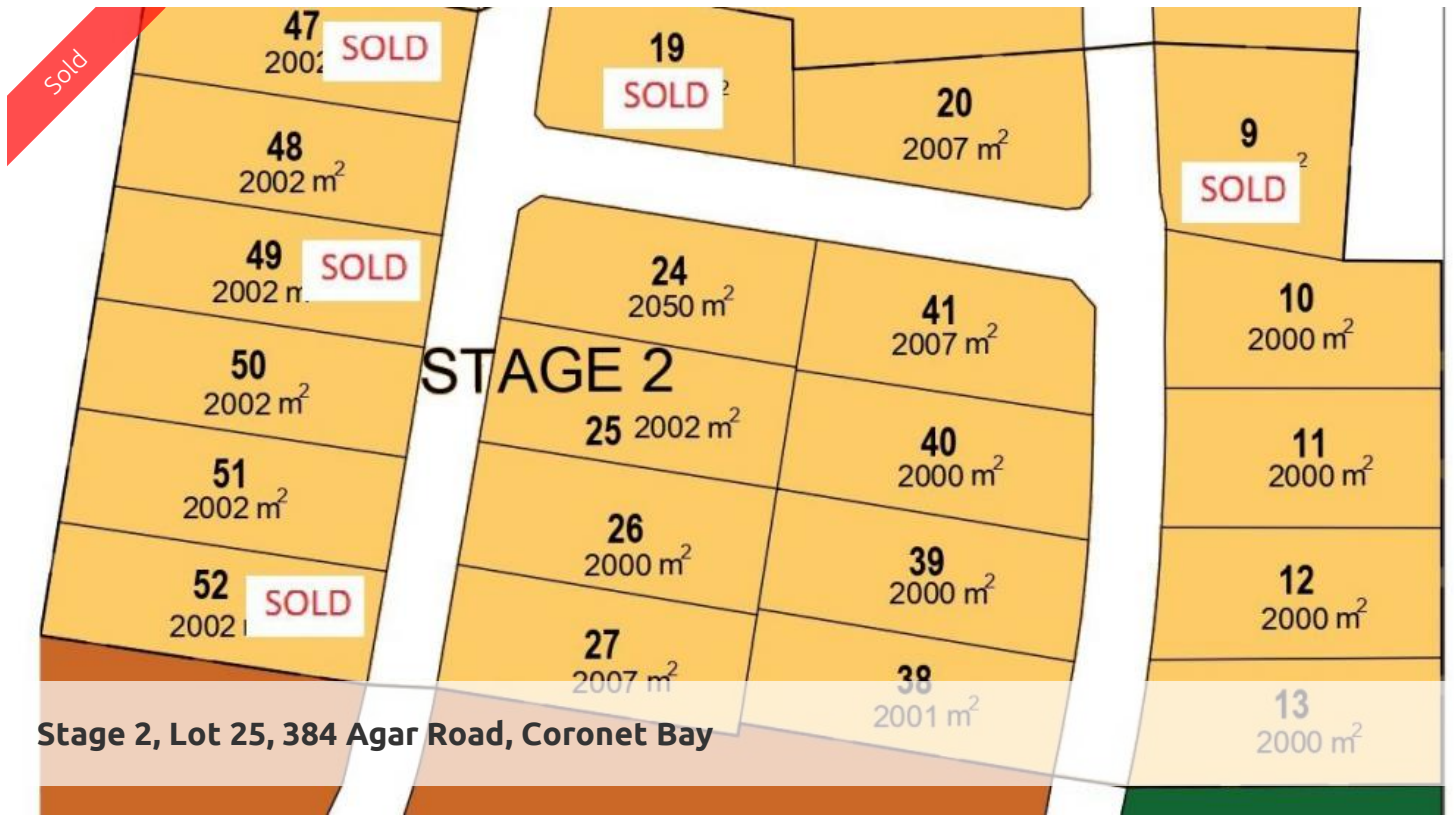 Sold
47
2002
SOLD
48
2002 m²
49
2002 m
SOLD
50
2002 m²
51
2002 m²
52
2002
SOLD
19
SOLD
2
20
2007 m²
9
2
SOLD
STAGE 2
24
2050 m²
25 2002 m²
26
2000 m²
27
2007 m²
41
2007 m²
40
2000 m²
39
2000 m²
38
2001 m²
10
2000 m²
11
2000 m²
12
2000 m²
13
2000 m²
Stage 2, Lot 25, 384 Agar Road, Coronet Bay